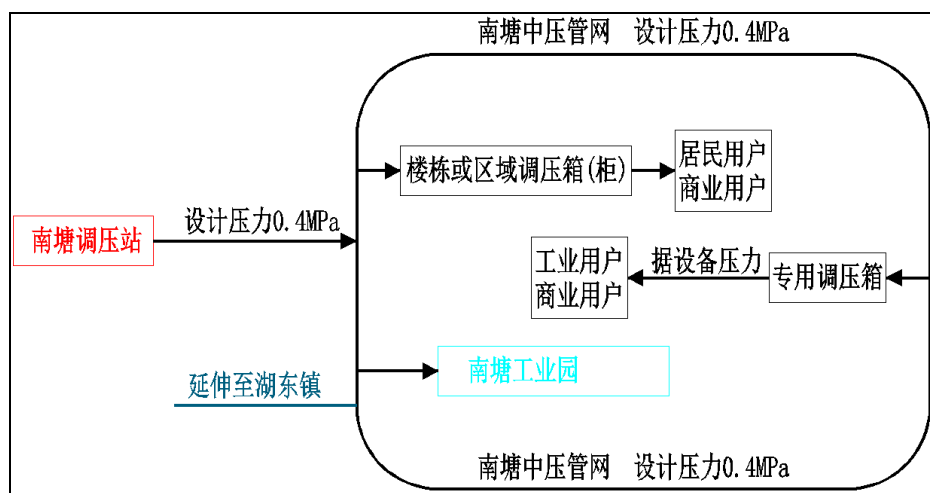 南塘中压管网 设计压力0.4MPa
楼栋或区域调压箱(柜)
居民用户
商业用户
设计压力0.4MPa
南塘调压站
工业用户
商业用户
据设备压力
专用调压箱
南塘工业园
延伸至湖东镇
南塘中压管网 设计压力0.4MPa